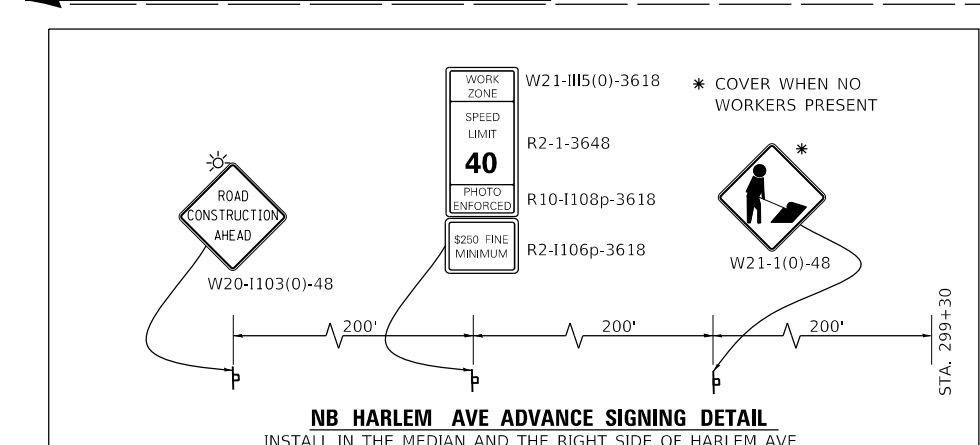 WORK
ZONE
W21-III5(0)-3618
SPEED
LIMIT
40
R2-1-3648
PHOTO
ENFORCED
R10-I108p-3618
$250 FINE
MINIMUM
R2-I106p-3618
* COVER WHEN NO
WORKERS PRESENT
*
ROAD
CONSTRUCTION
AHEAD
W20-I103(0)-48
W21-1(0)-48
200'
200'
200'
STA. 299+30
NB HARLEM AVE ADVANCE SIGNING DETAIL
INSTALL IN THE MEDIAN AND THE RIGHT SIDE OF HARLEM AVE